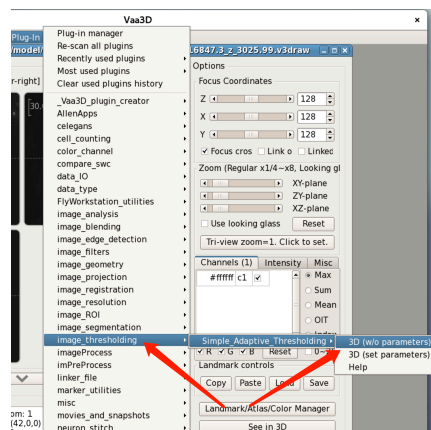 Vaa3D
×
Plug-In
/model/
L6847.3_z_3025.99.v3draw
r-right]
[30.
Plug-in manager
Re-scan all plugins
Recently used plugins
Most used plugins
Clear used plugins history
_Vaa3D_plugin_creator
AllenApps
celegans
cell_counting
color_channel
compare_swc
data_IO
data_type
FlyWorkstation_utilities
image_analysis
image_blending
image_edge_detection
image_filters
image_geometry
image_projection
image_registration
image_resolution
image_ROI
image_segmentation
image_thresholding
imageProcess
imPreProcess
linker_file
marker_utilities
misc
movies_and_snapshots
neuron_stitch
om: 1
(42,0,0)
Options
Focus Coordinates
Z
128
X
128
Y
128
Focus cros
Link o
Linked
Zoom (Regular x1/4~x8, Looking gl
XY-plane
ZY-plane
XZ-plane
Use looking glass
Reset
Tri-view zoom=1. Click to set.
Channels (1)
Intensity
Misc
#ffffff
c1
Max
Sum
Mean
OIT
Index
Simple_Adaptive_Thresholding
3D (w/o parameters)
3D (set parameters)
Help
R
G
B
Reset
Landmark controls
Copy
Paste
Load
Save
Landmark/Atlas/Color Manager
See in 3D